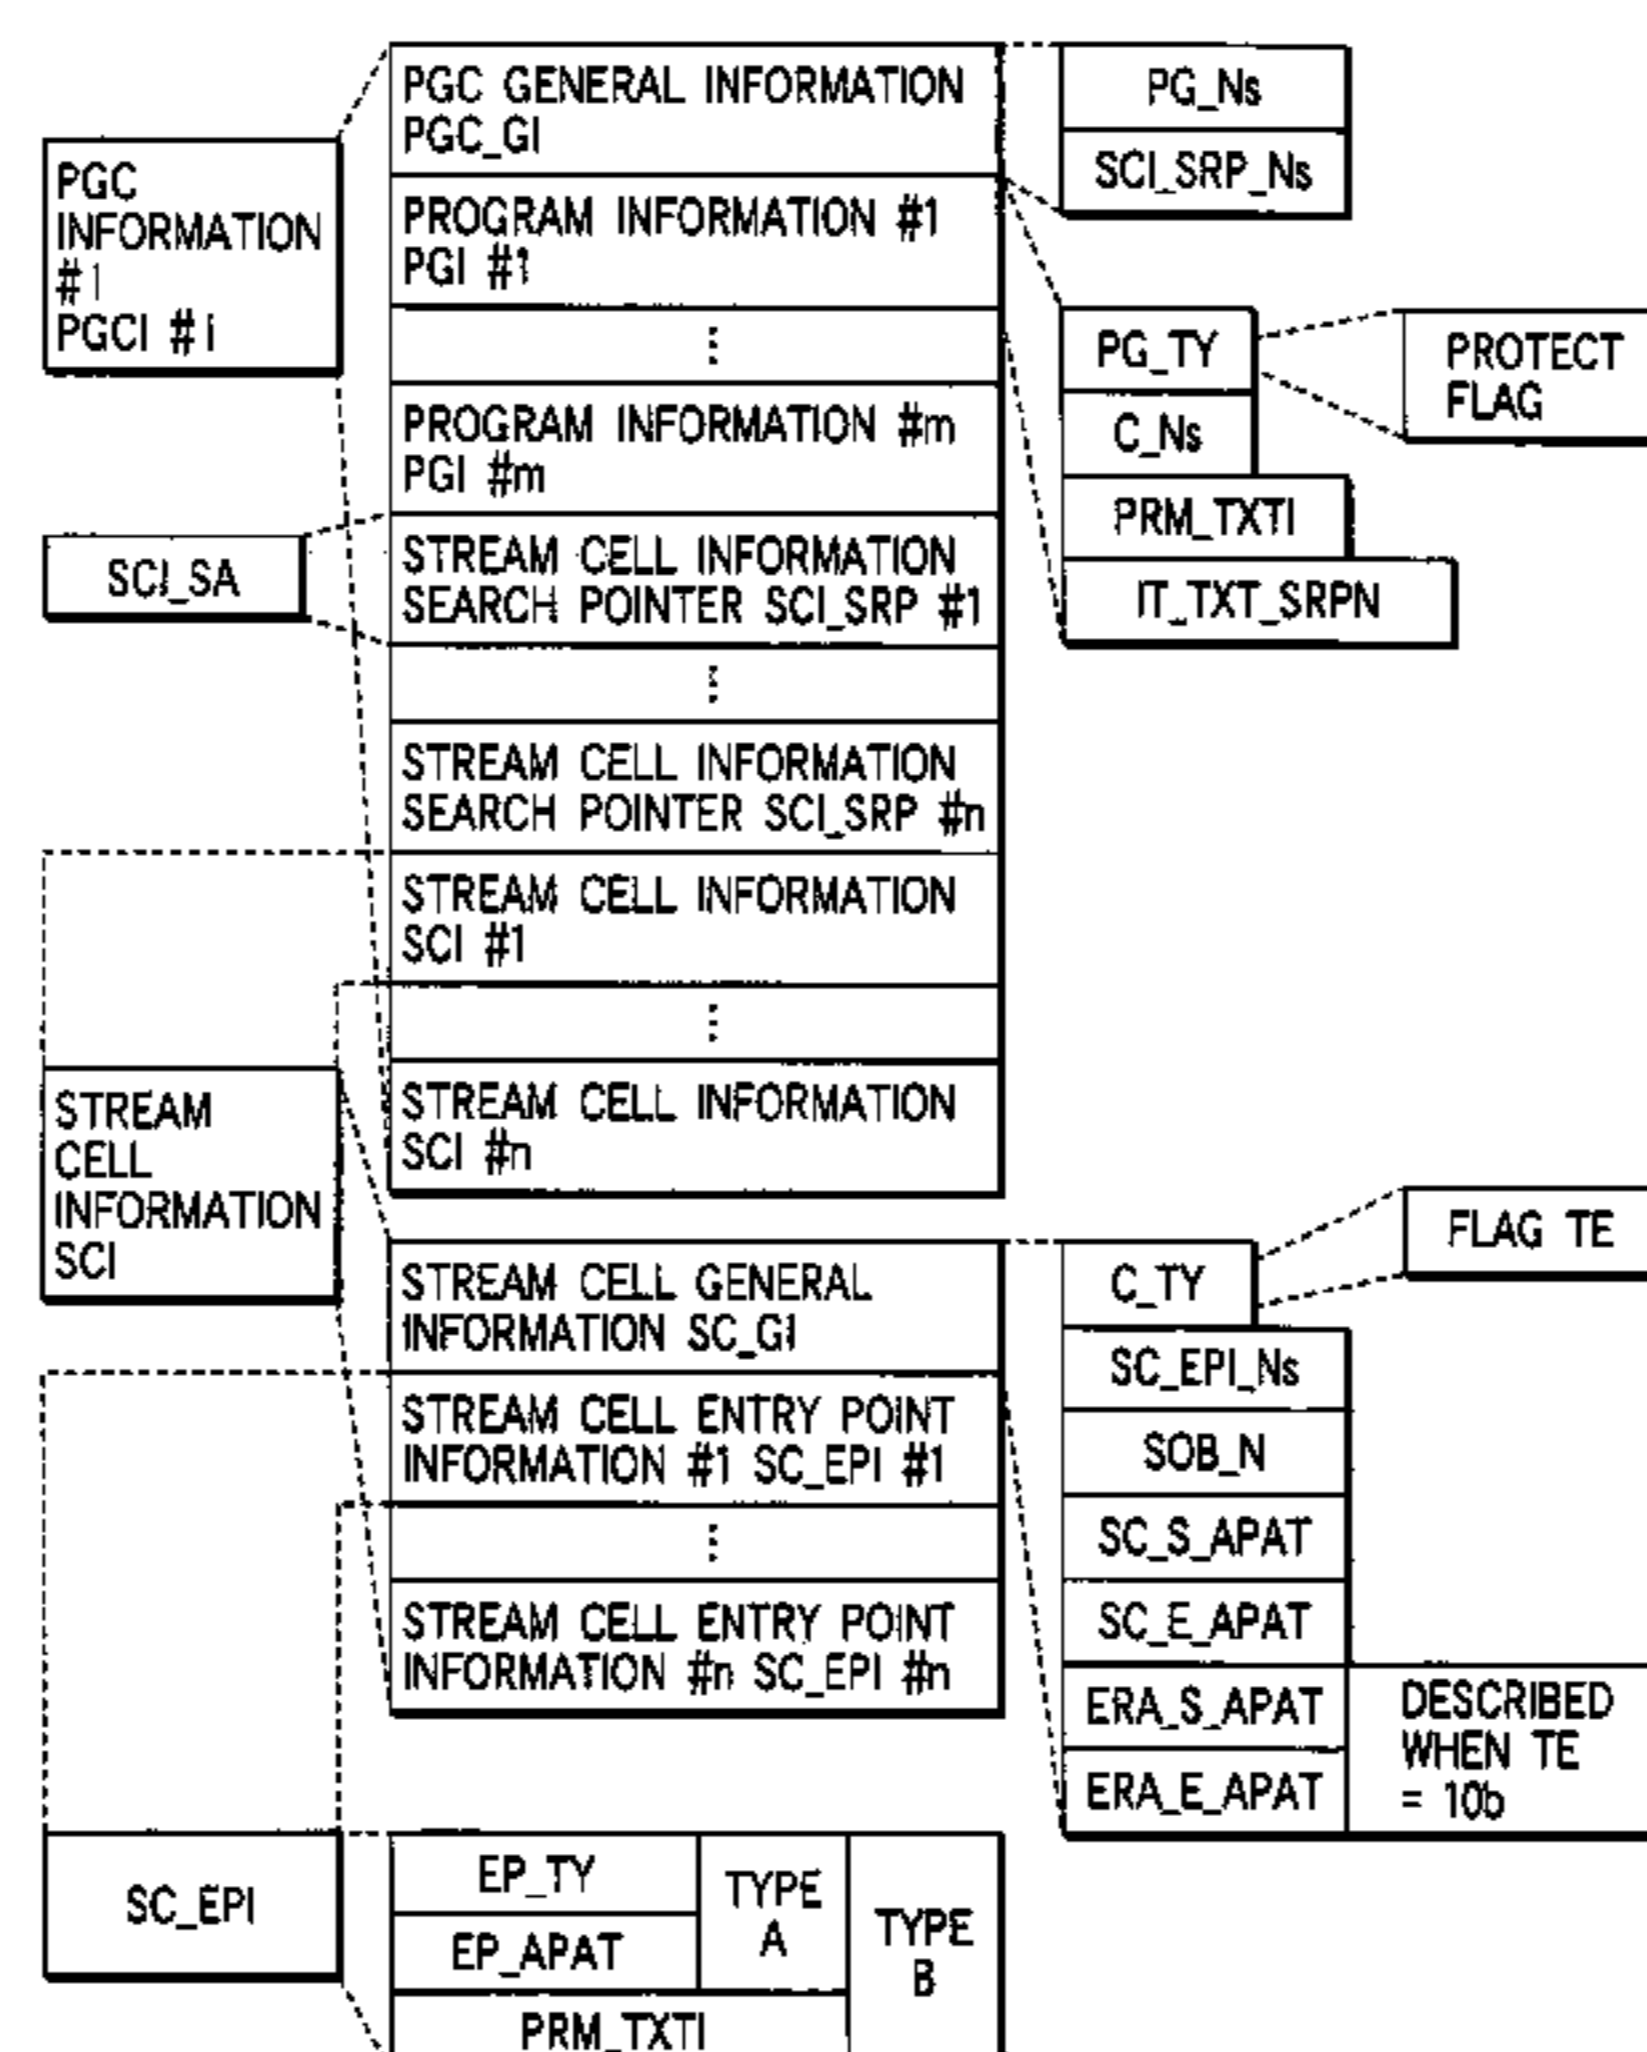 PGC
INFORMATION
#1
PGCI #i
PGC GENERAL INFORMATION
PGC_GI
PROGRAM INFORMATION #1
PGI #1
⋮
PROGRAM INFORMATION #m
PGI #m
STREAM CELL INFORMATION
SEARCH POINTER SCI_SRP #1
⋮
STREAM CELL INFORMATION
SEARCH POINTER SCI_SRP #n
STREAM CELL INFORMATION
SCI #1
⋮
STREAM CELL INFORMATION
SCI #n
PG_Ns
SCI_SRP_Ns
PG_TY
C_Ns
PRM_TXTI
IT_TXT_SRPN
PROTECT
FLAG
SCI_SA
STREAM
CELL
INFORMATION
SCI
STREAM CELL GENERAL
INFORMATION SC_GI
STREAM CELL ENTRY POINT
INFORMATION #1 SC_EPI #1
⋮
STREAM CELL ENTRY POINT
INFORMATION #n SC_EPI #n
C_TY
SC_EPI_Ns
SOB_N
SC_S_APAT
SC_E_APAT
ERA_S_APAT
ERA_E_APAT
FLAG TE
DESCRIBED
WHEN TE
= 10b
SC_EPI
EP_TY
EP_APAT
PRM_TXTI
TYPE
A
TYPE
B